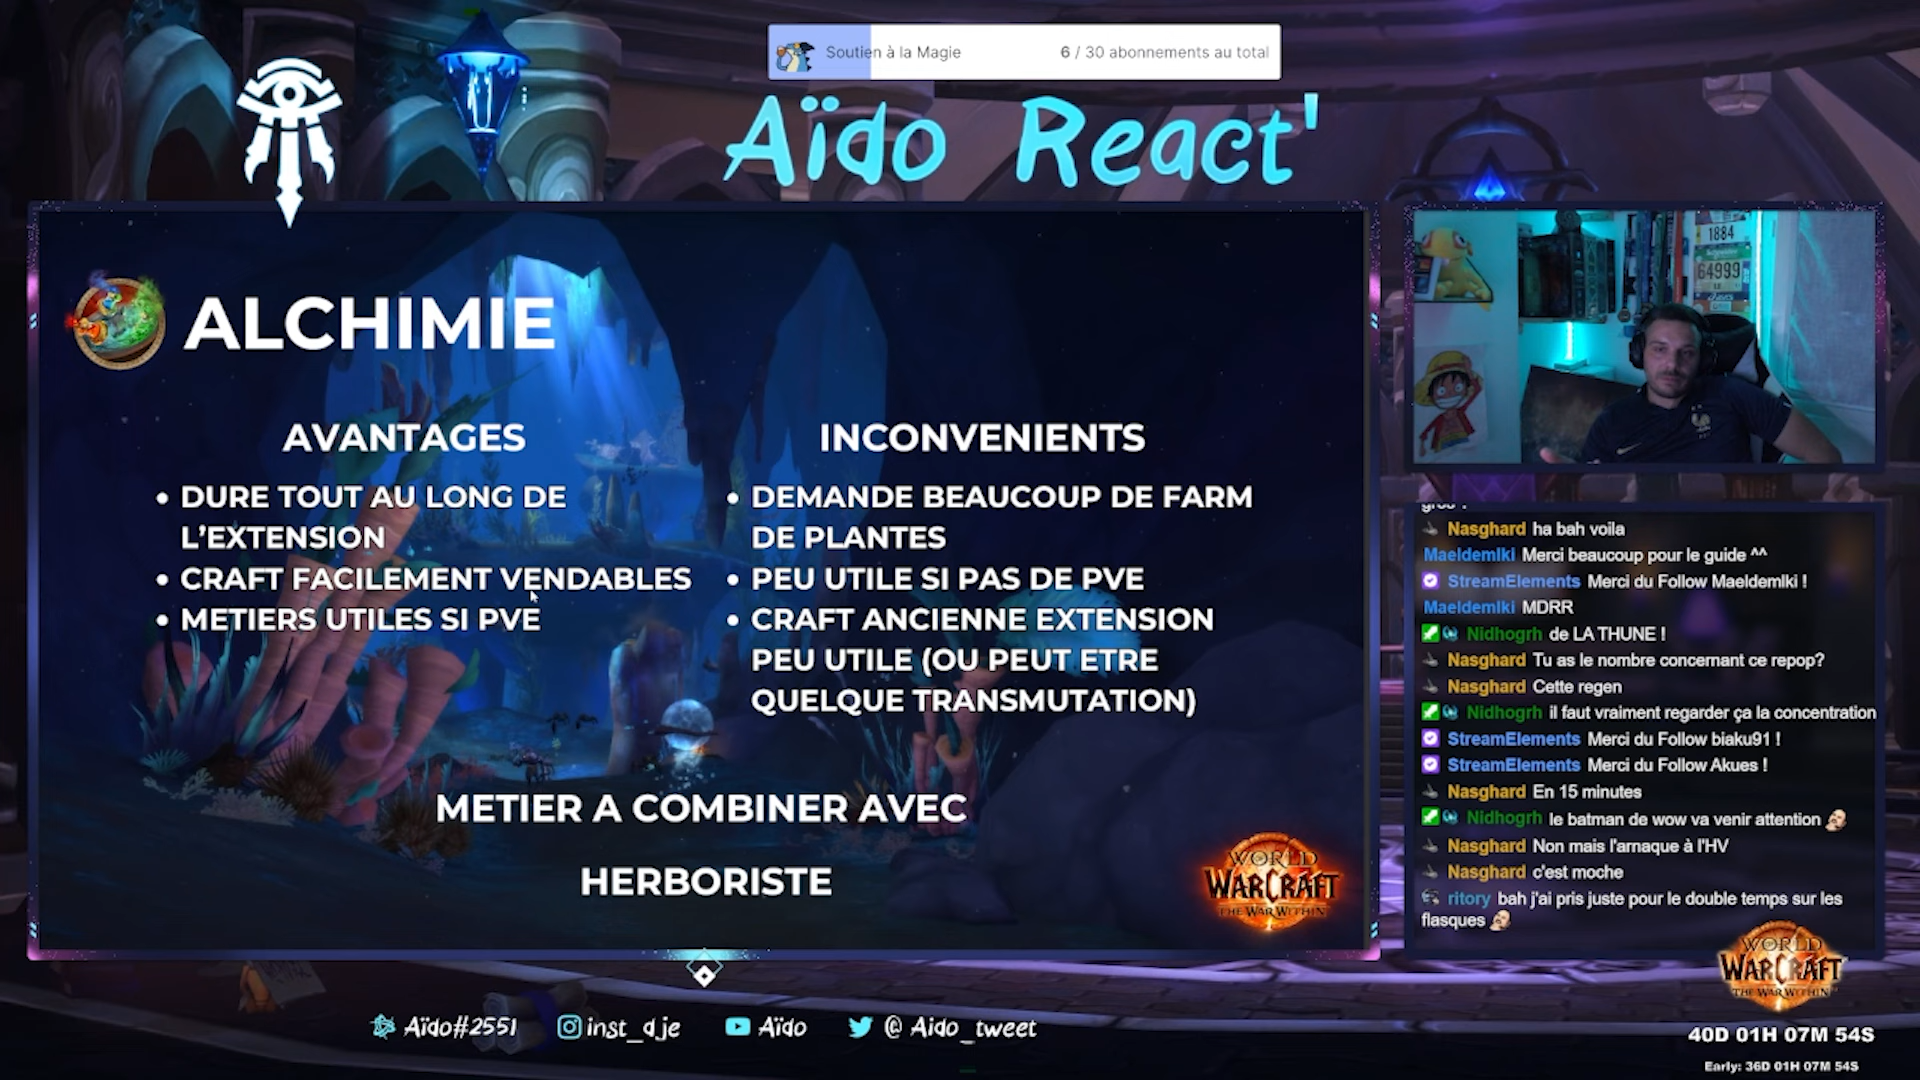 Soutien à la Magie
6 / 30 abonnements au total
Aïdo React'
ALCHIMIE
AVANTAGES
• DURE TOUT AU LONG DE
L'EXTENSION
• CRAFT FACILEMENT VENDABLES
• METIERS UTILES SI PVE
INCONVENIENTS
• DEMANDE BEAUCOUP DE FARM
DE PLANTES
• PEU UTILE SI PAS DE PVE
• CRAFT ANCIENNE EXTENSION
PEU UTILE (OU PEUT ETRE
QUELQUE TRANSMUTATION)
METIER A COMBINER AVEC
HERBORISTE
WORLD
WARCRAFT
THE WAR WITHIN
1884
64999
Nasghard ha bah voila
Maeldemlki Merci beaucoup pour le guide ^^
StreamElements Merci du Follow Maeldemlki !
Maeldemlki MDRR
Nidhogrh de LA THUNE !
Nasghard Tu as le nombre concernant ce repop?
Nasghard Cette regen
Nidhogrh il faut vraiment regarder ça la concentration
StreamElements Merci du Follow biaku91 !
StreamElements Merci du Follow Akues !
Nasghard En 15 minutes
Nidhogrh le batman de wow va venir attention
Nasghard Non mais l'arnaque à l'HV
Nasghard c'est moche
ritory bah j'ai pris juste pour le double temps sur les
flasques
WORLD
WARCRAFT
THE WAR WITHIN
40D 01H 07M 54S
Early: 36D 01H 07M 54S
Aïdo#2551
inst_dje
Aïdo
@ Aido_tweet